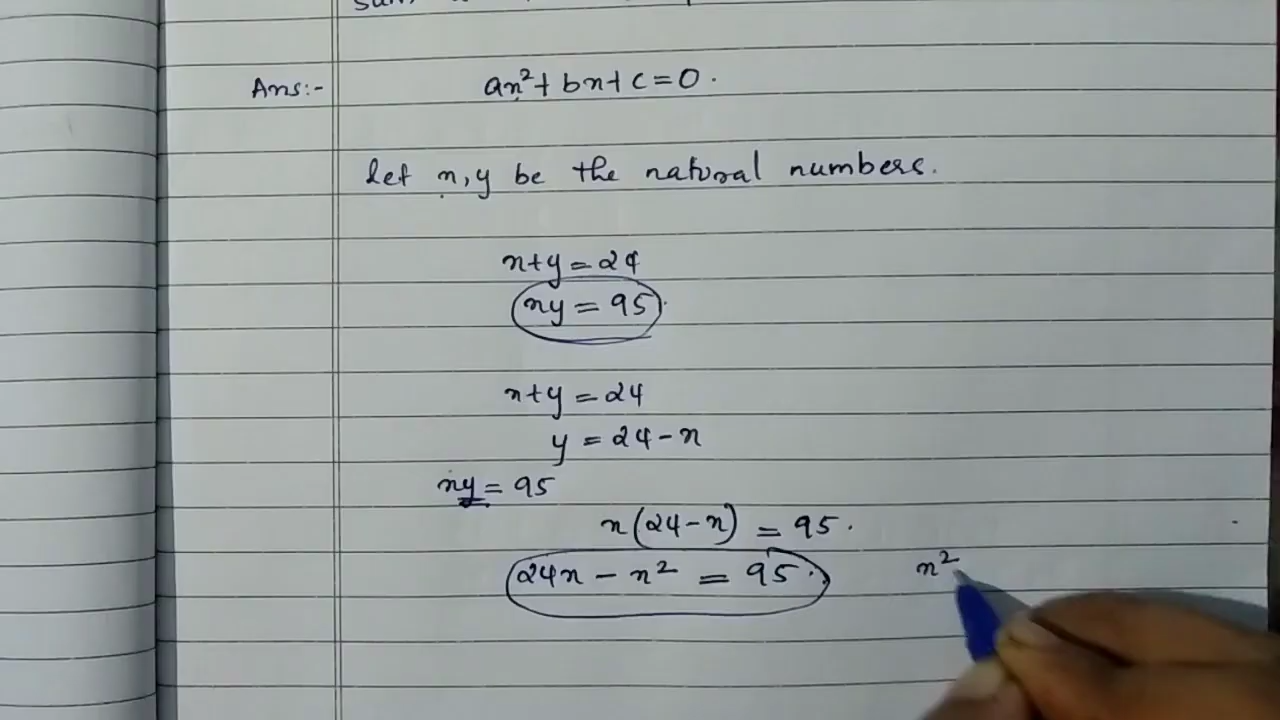 Ans:- ax²+bx+c=0.
let x,y be the natural numbers.
x+y=24
xy=95.
x+y=24
y=24-x
xy=95
x(24-x)=95.
24x-x²=95.
x²